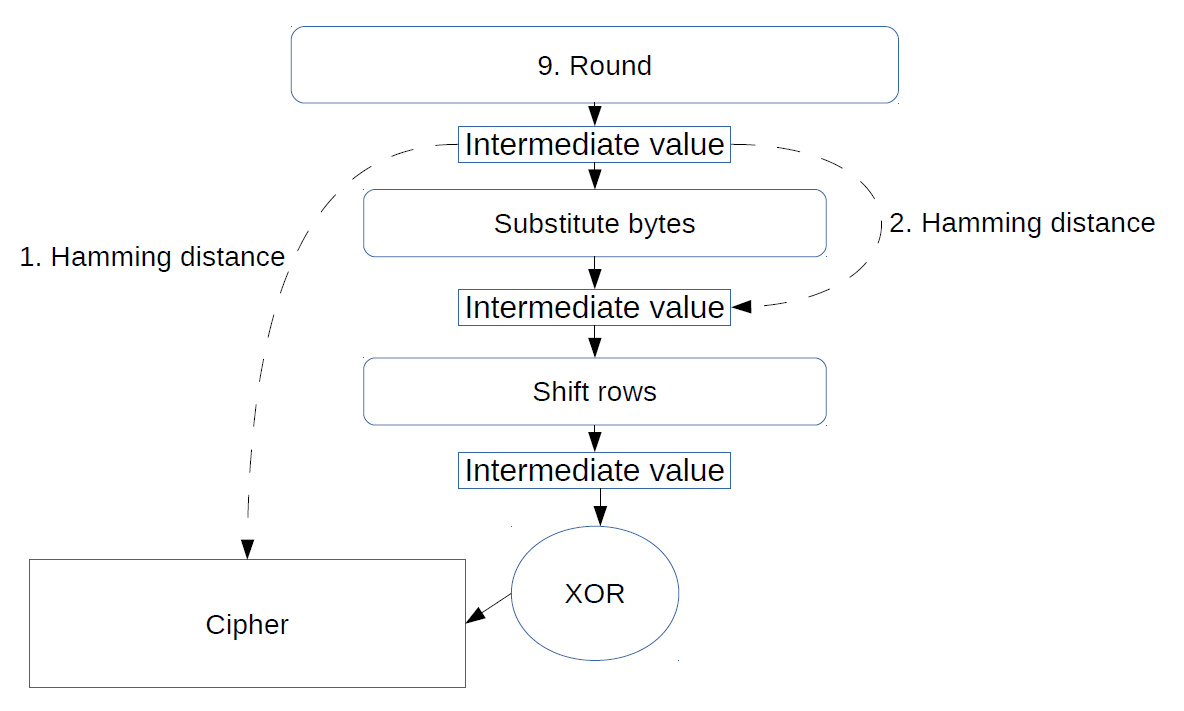 9. Round
Intermediate value
Substitute bytes
2. Hamming distance
1. Hamming distance
Intermediate value
Shift rows
Intermediate value
XOR
Cipher